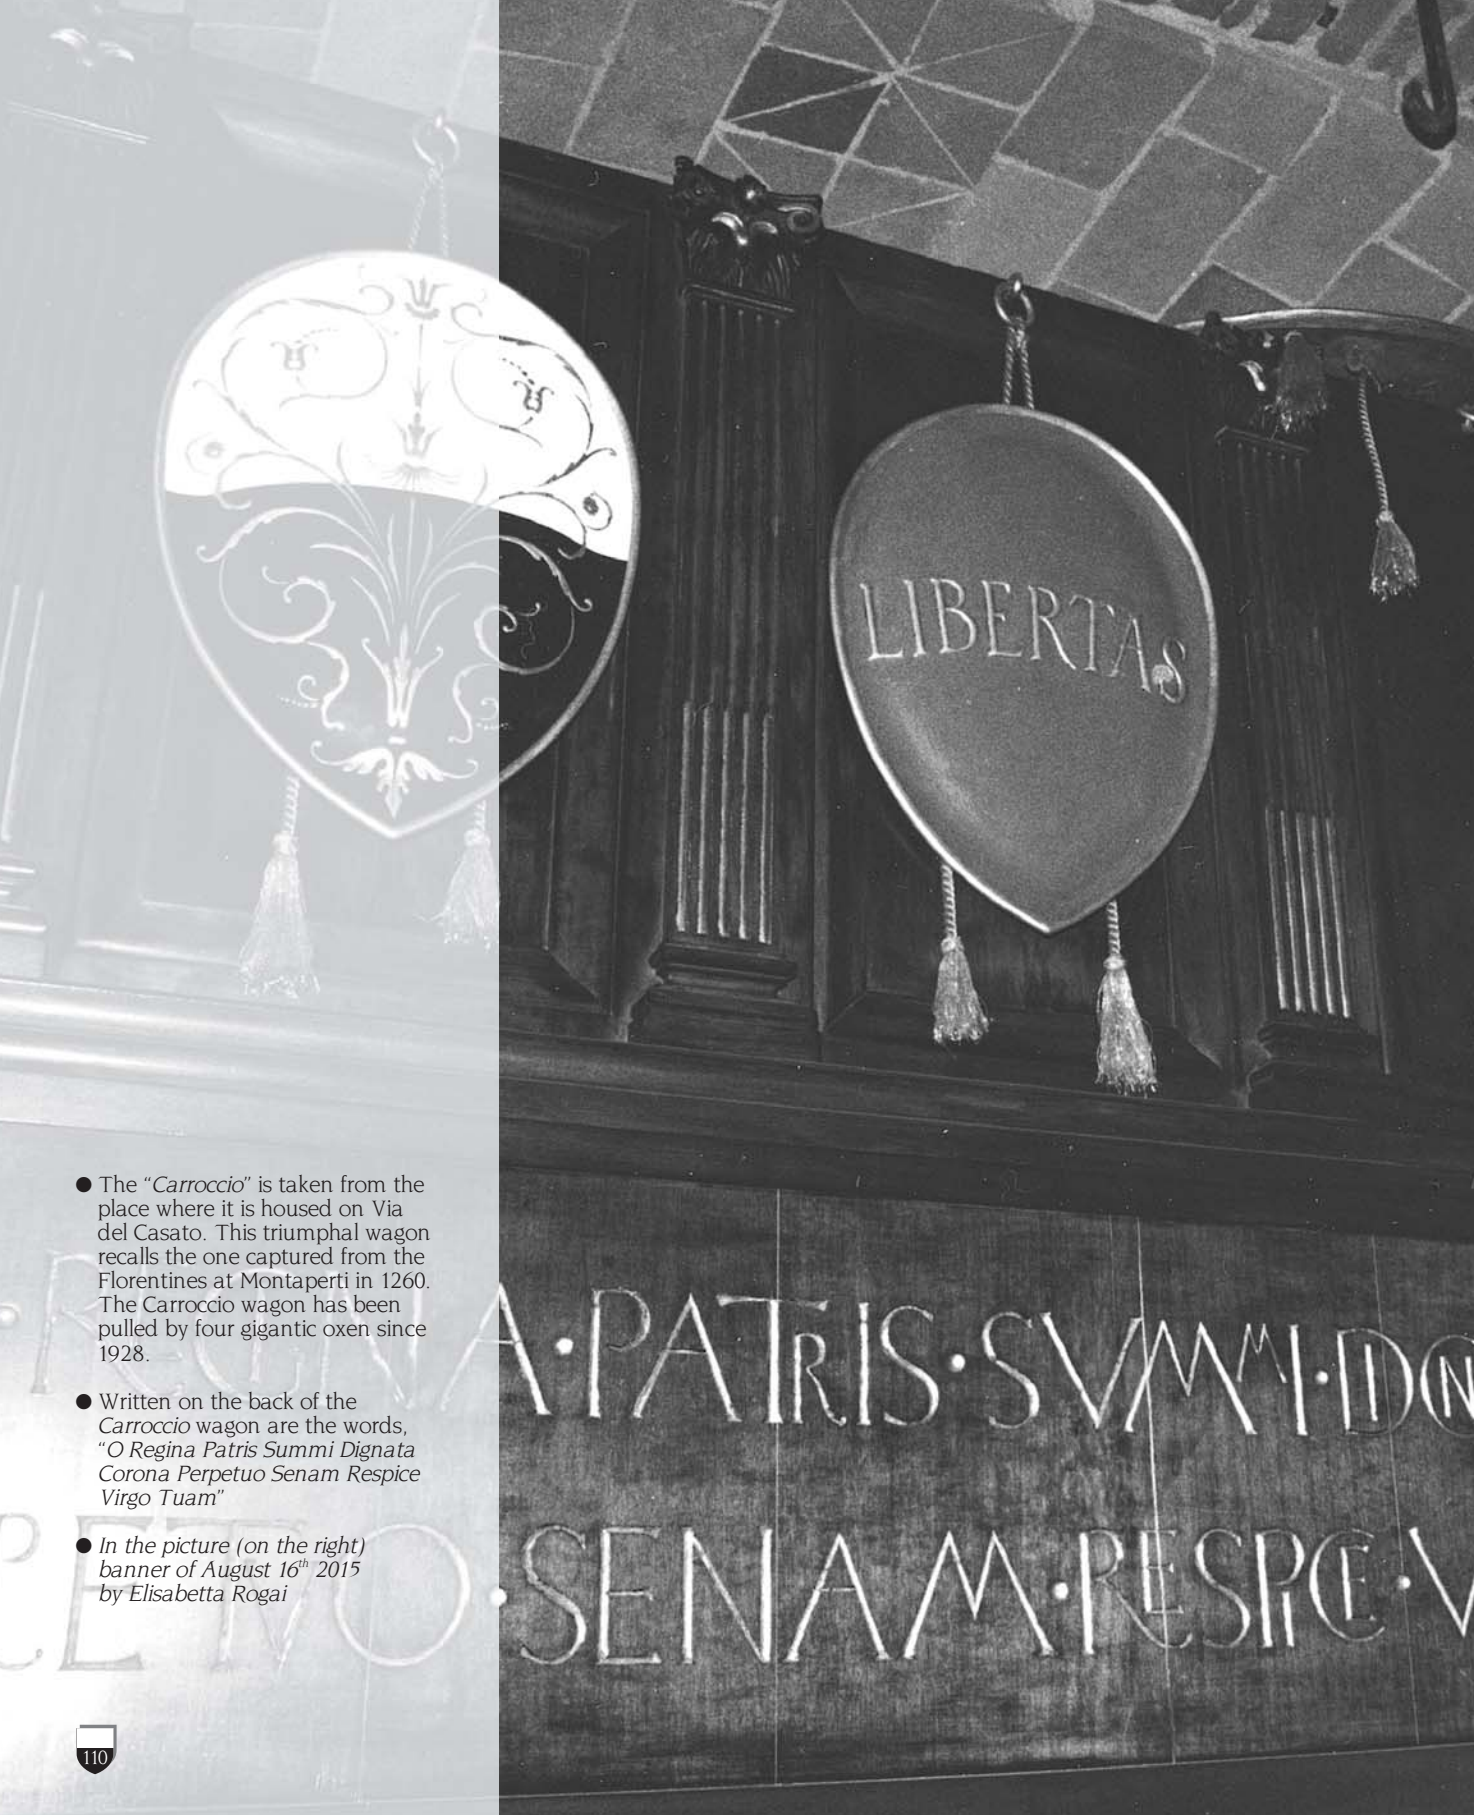 LIBERTAS
● The “Carroccio” is taken from the
place where it is housed on Via
del Casato. This triumphal wagon
recalls the one captured from the
Florentines at Montaperti in 1260.
The Carroccio wagon has been
pulled by four gigantic oxen since
1928.
● Written on the back of the
Carroccio wagon are the words,
“O Regina Patris Summi Dignata
Corona Perpetuo Senam Respice
Virgo Tuam”
● In the picture (on the right)
banner of August 16th 2015
by Elisabetta Rogai
· REGINA · PATRIS · SVMMI ·
PETVO · SENAM · RESPICE · V
110